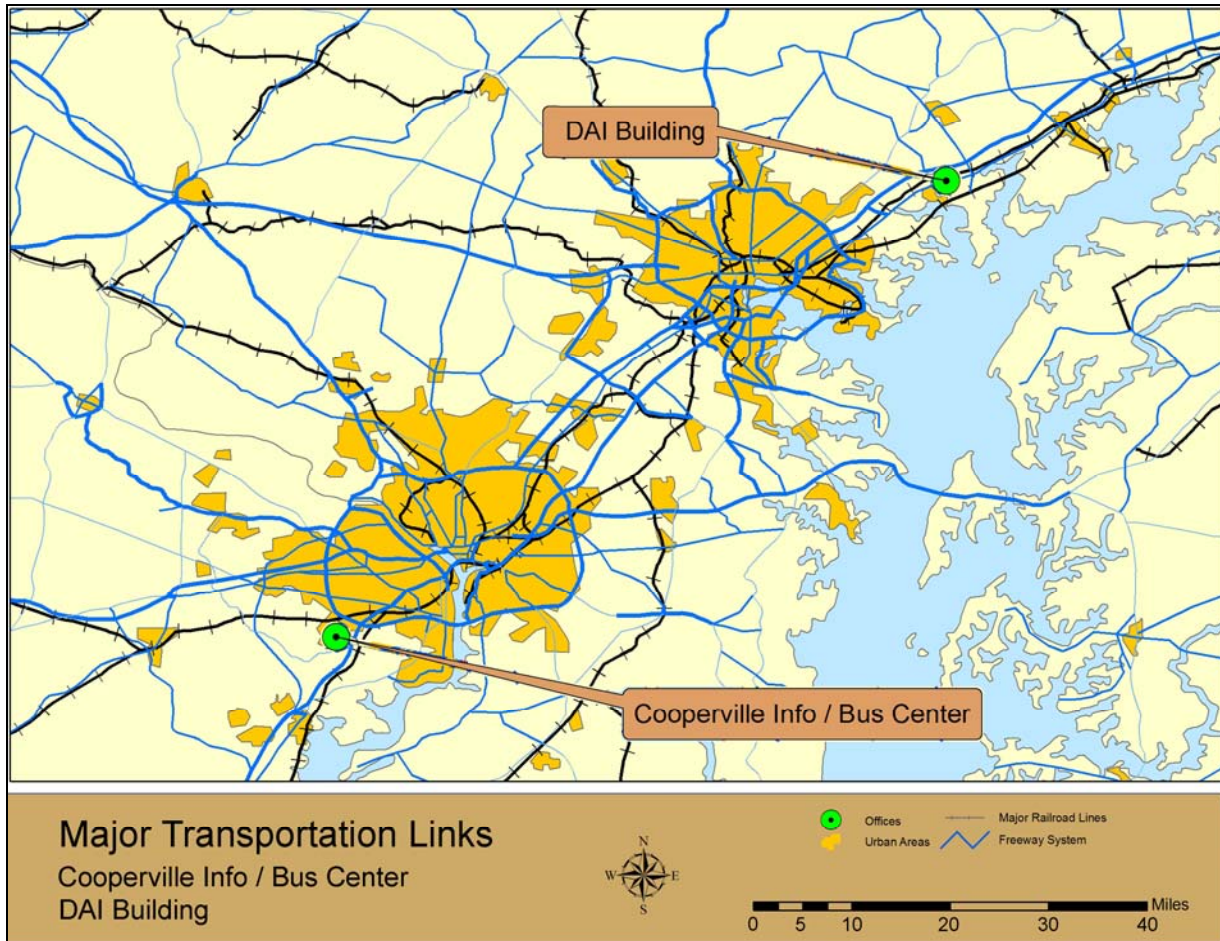 DAI Building
Cooperville Info / Bus Center
Major Transportation Links
Cooperville Info / Bus Center
DAI Building
N
W E
S
Offices
Urban Areas
Major Railroad Lines
Freeway System
Miles
0 5 10 20 30 40